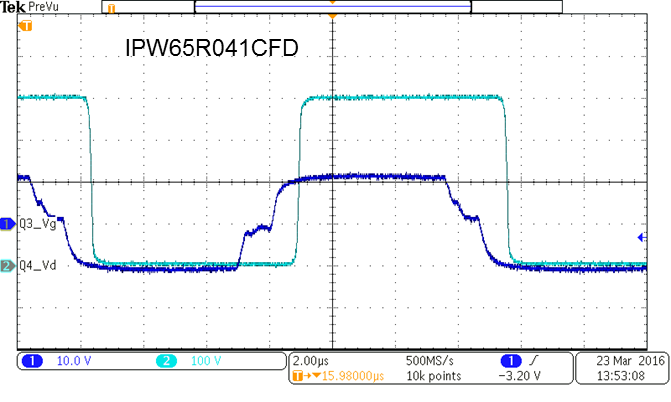 Tek PreVu
T
T
IPW65R041CFD
1 Q3_Vg
2 Q4_Vd
1 10.0 V 2 100 V 2.00µs 500MS/s 1 ∫ 23 Mar 2016
T→▼15.98000µs 10k points −3.20 V 13:53:08